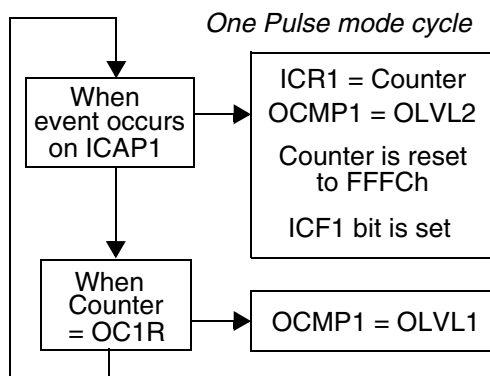 One Pulse mode cycle
When
event occurs
on ICAP1
ICR1 = Counter
OCMP1 = OLVL2
Counter is reset
to FFFCh
ICF1 bit is set
When
Counter
= OC1R
OCMP1 = OLVL1